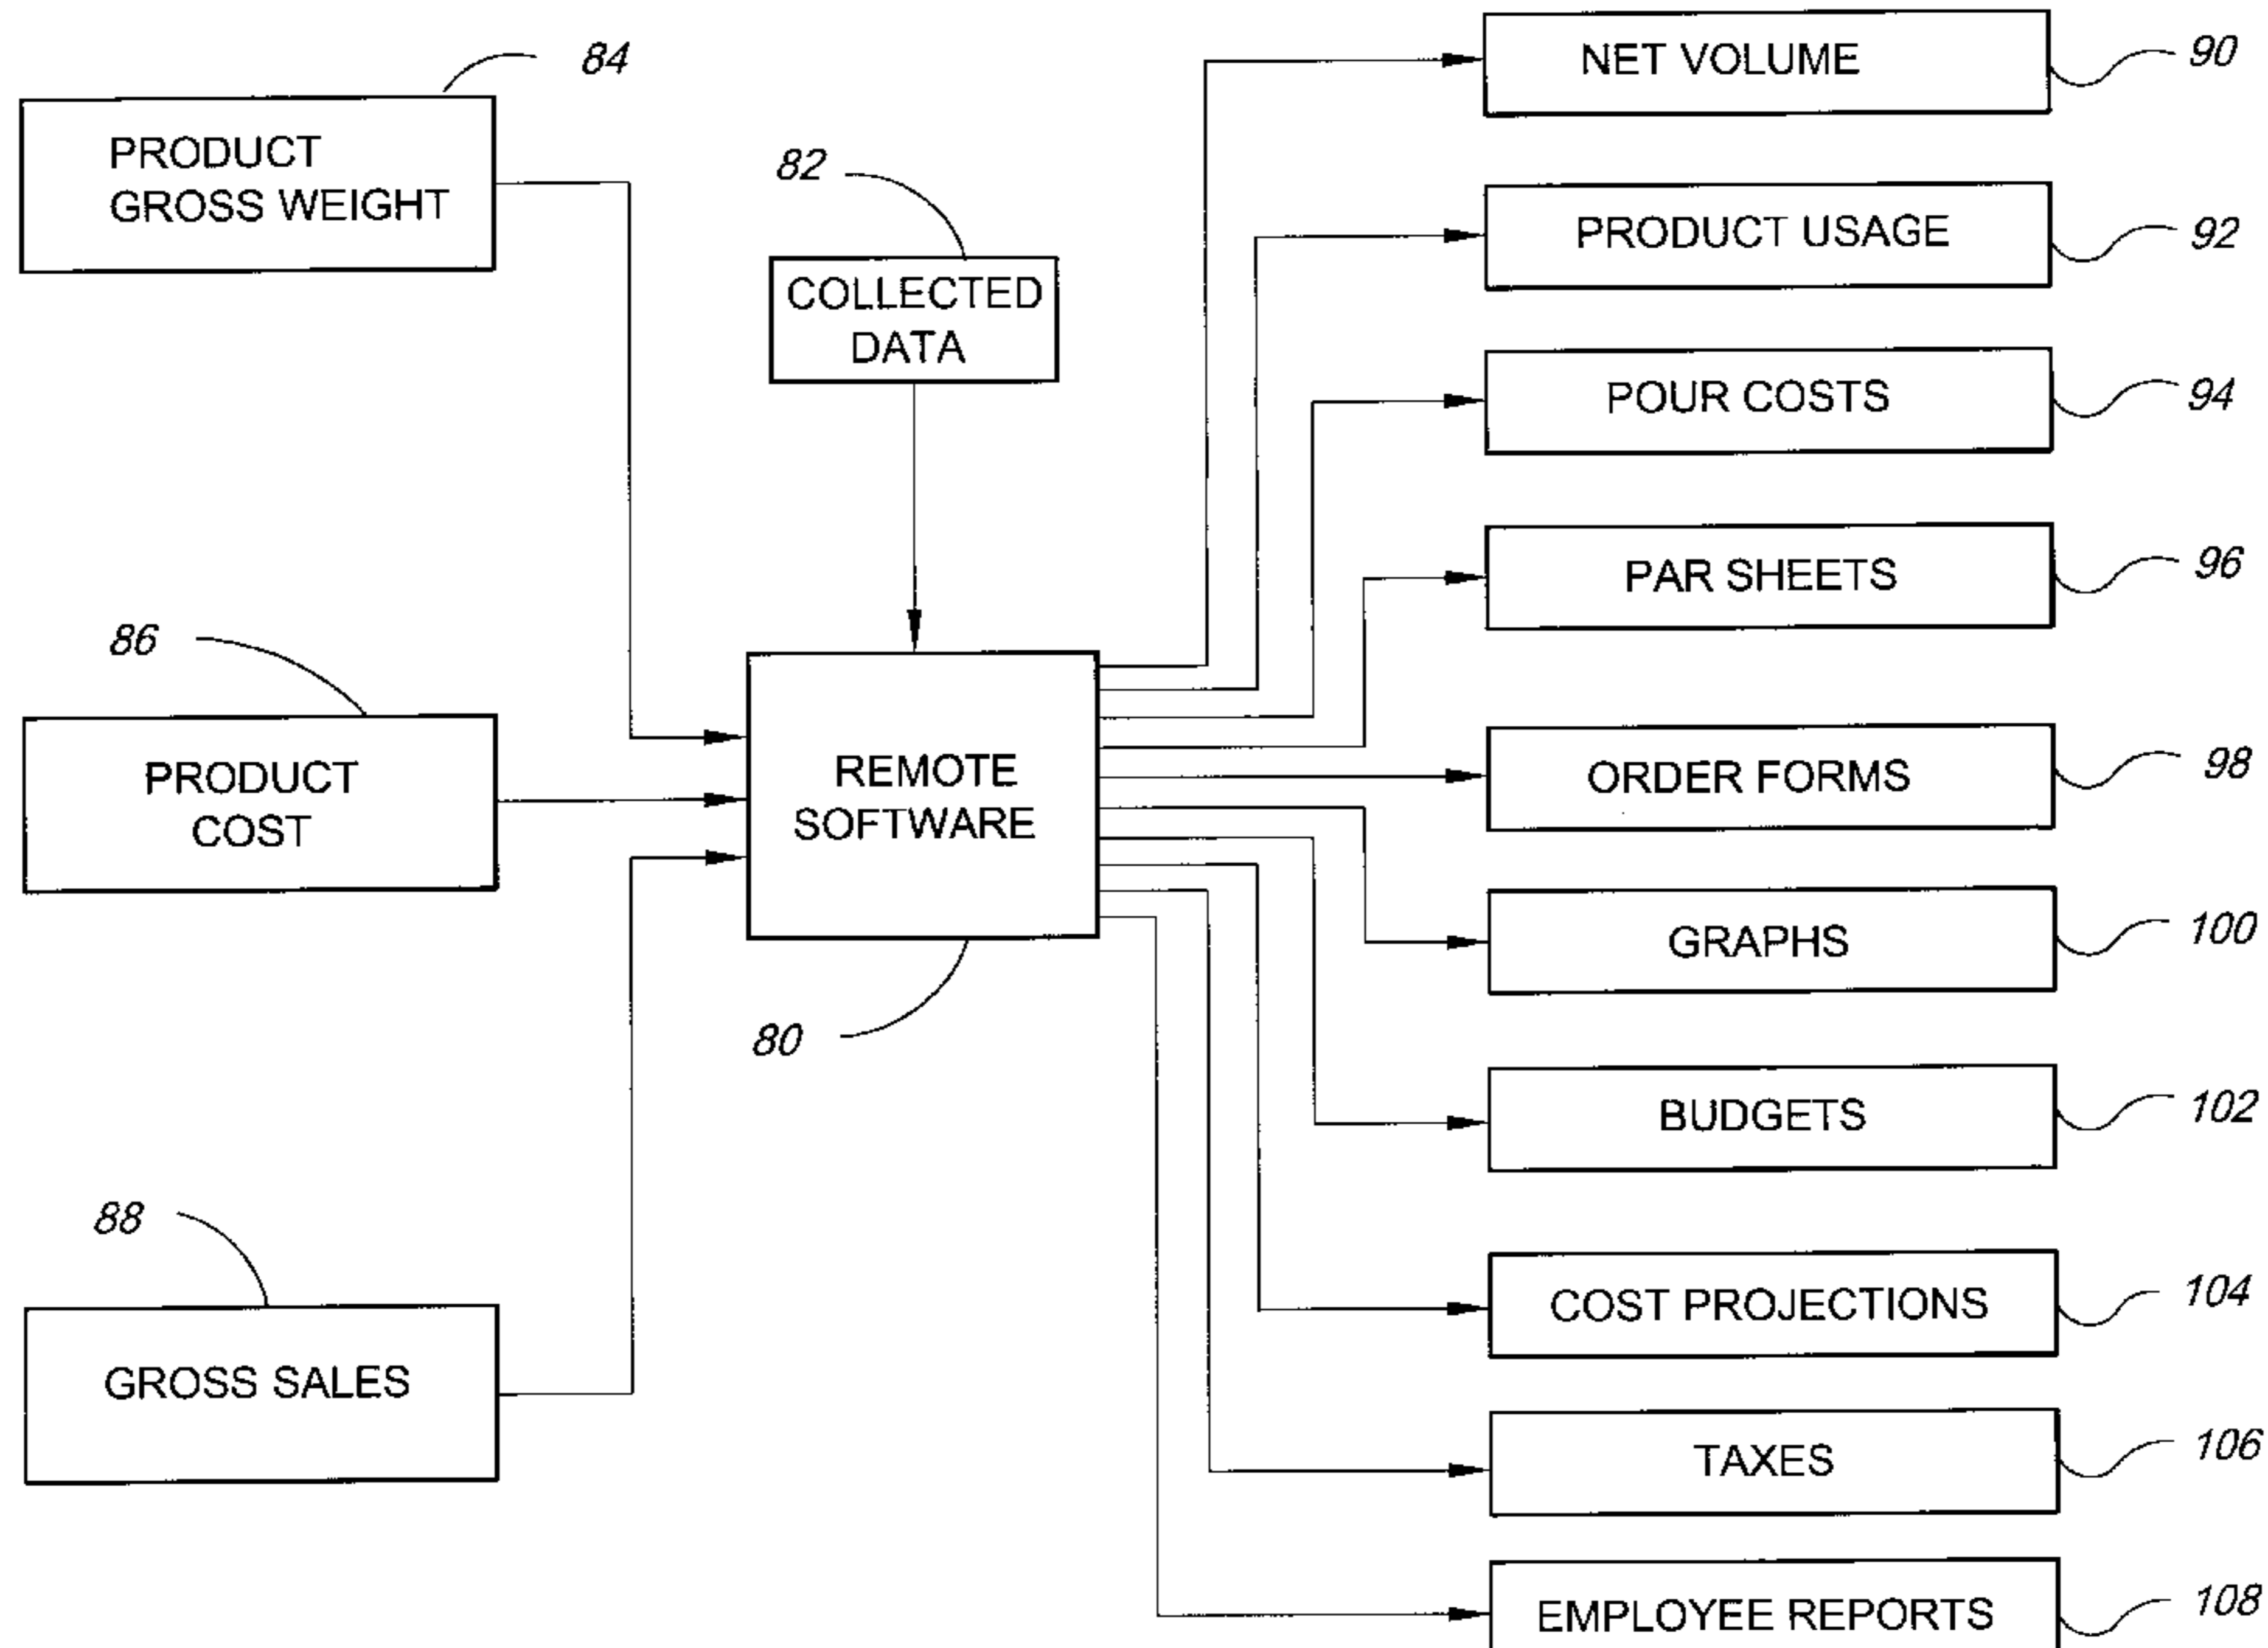 84
PRODUCT
GROSS WEIGHT
82
COLLECTED
DATA
86
PRODUCT
COST
REMOTE
SOFTWARE
80
88
GROSS SALES
NET VOLUME
90
PRODUCT USAGE
92
POUR COSTS
94
PAR SHEETS
96
ORDER FORMS
98
GRAPHS
100
BUDGETS
102
COST PROJECTIONS
104
TAXES
106
EMPLOYEE REPORTS
108